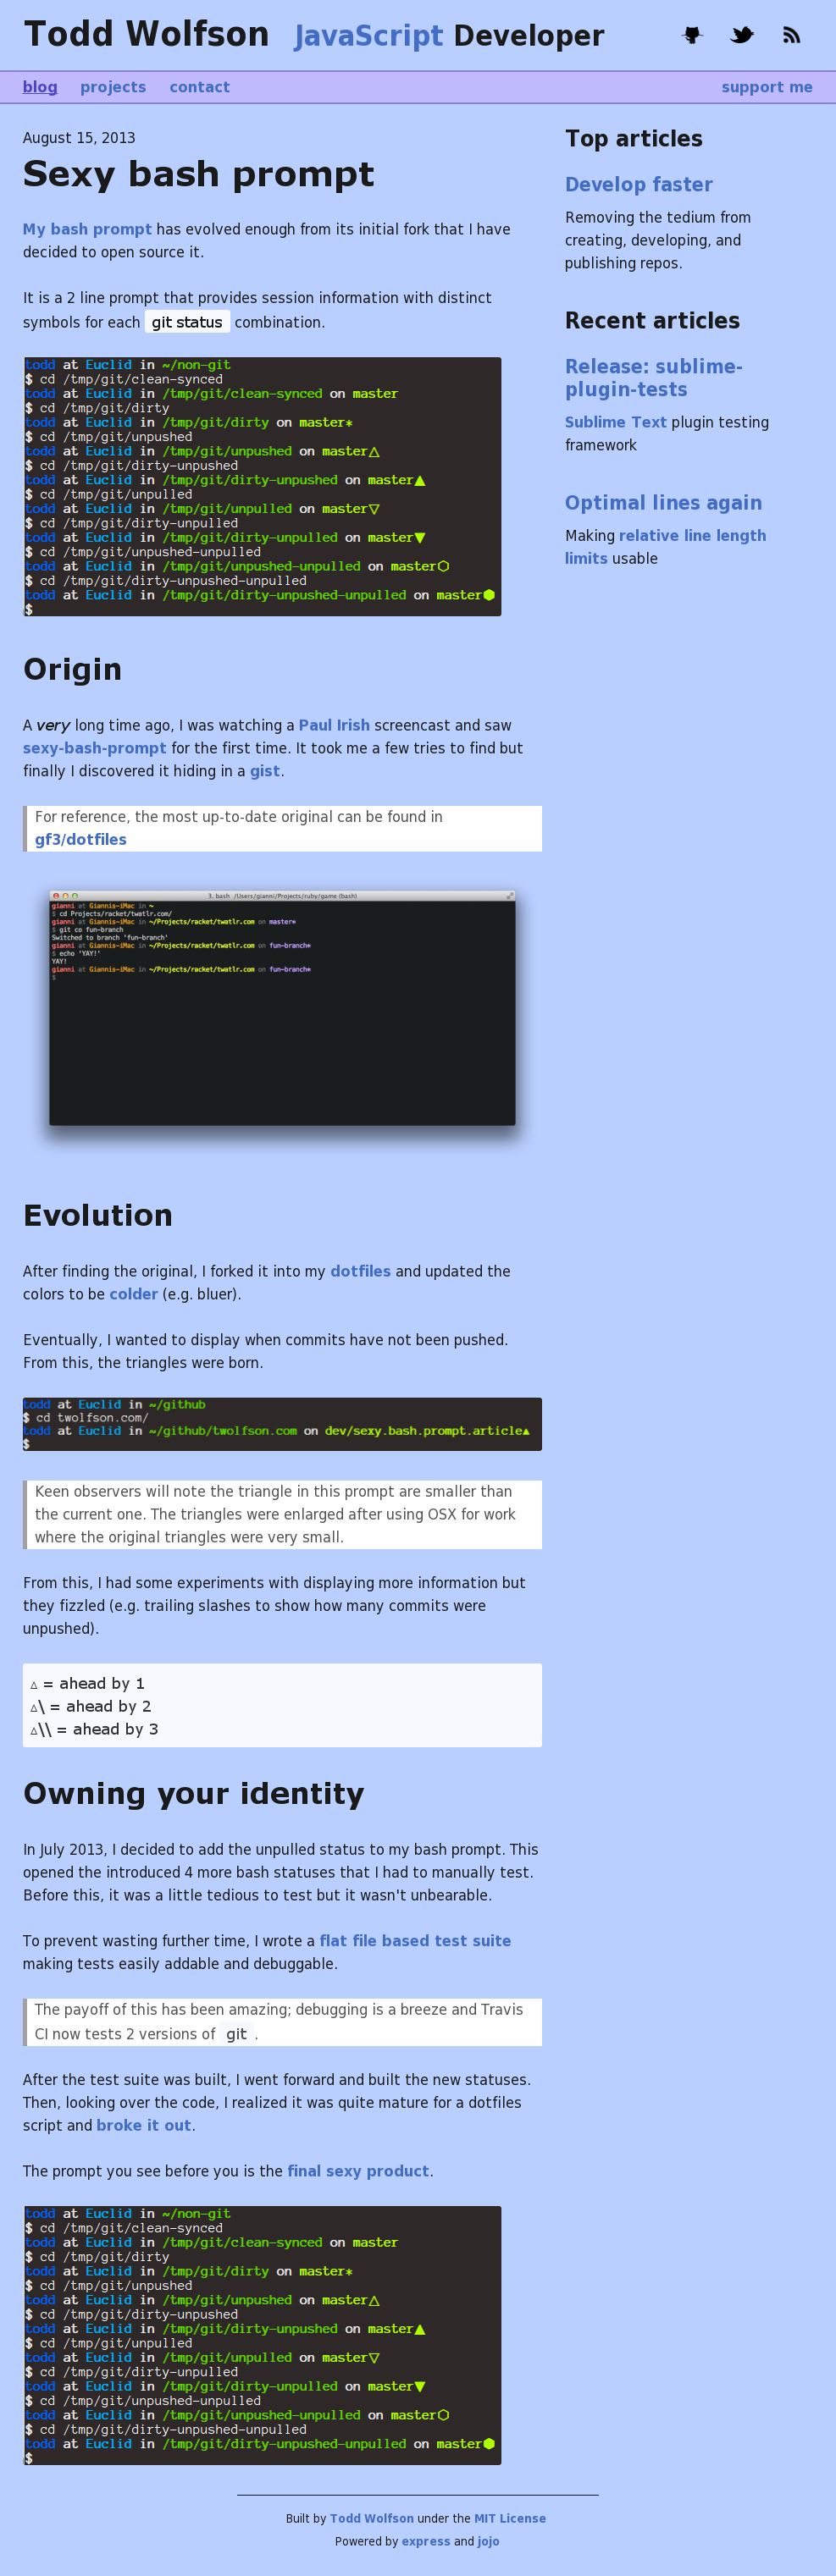 Todd Wolfson JavaScript Developer
blog projects contact support me
August 15, 2013
Sexy bash prompt
My bash prompt has evolved enough from its initial fork that I have
decided to open source it.
It is a 2 line prompt that provides session information with distinct
symbols for each git status combination.
todd at Euclid in ~/non-git
$ cd /tmp/git/clean-synced
todd at Euclid in /tmp/git/clean-synced on master
$ cd /tmp/git/dirty
todd at Euclid in /tmp/git/dirty on master*
$ cd /tmp/git/unpushed
todd at Euclid in /tmp/git/unpushed on master△
$ cd /tmp/git/dirty-unpushed
todd at Euclid in /tmp/git/dirty-unpushed on master▲
$ cd /tmp/git/unpulled
todd at Euclid in /tmp/git/unpulled on master▽
$ cd /tmp/git/dirty-unpulled
todd at Euclid in /tmp/git/dirty-unpulled on master▼
$ cd /tmp/git/unpushed-unpulled
todd at Euclid in /tmp/git/unpushed-unpulled on master⬡
$ cd /tmp/git/dirty-unpushed-unpulled
todd at Euclid in /tmp/git/dirty-unpushed-unpulled on master⬢
$
Origin
A very long time ago, I was watching a Paul Irish screencast and saw
sexy-bash-prompt for the first time. It took me a few tries to find but
finally I discovered it hiding in a gist.
For reference, the most up-to-date original can be found in
gf3/dotfiles
3. bash /Users/gianni/Projects/ruby/game (bash)
gianni at Giannis-iMac in ~
$ cd Projects/racket/twatlr.com/
gianni at Giannis-iMac in ~/Projects/racket/twatlr.com on master*
$ git co fun-branch
Switched to branch 'fun-branch'
gianni at Giannis-iMac in ~/Projects/racket/twatlr.com on fun-branch*
$ echo 'YAY!'
YAY!
gianni at Giannis-iMac in ~/Projects/racket/twatlr.com on fun-branch*
$
Evolution
After finding the original, I forked it into my dotfiles and updated the
colors to be colder (e.g. bluer).
Eventually, I wanted to display when commits have not been pushed.
From this, the triangles were born.
todd at Euclid in ~/github
$ cd twolfson.com/
todd at Euclid in ~/github/twolfson.com on dev/sexy.bash.prompt.article▲
$
Keen observers will note the triangle in this prompt are smaller than
the current one. The triangles were enlarged after using OSX for work
where the original triangles were very small.
From this, I had some experiments with displaying more information but
they fizzled (e.g. trailing slashes to show how many commits were
unpushed).
△ = ahead by 1
△\ = ahead by 2
△\\ = ahead by 3
Owning your identity
In July 2013, I decided to add the unpulled status to my bash prompt. This
opened the introduced 4 more bash statuses that I had to manually test.
Before this, it was a little tedious to test but it wasn't unbearable.
To prevent wasting further time, I wrote a flat file based test suite
making tests easily addable and debuggable.
The payoff of this has been amazing; debugging is a breeze and Travis
CI now tests 2 versions of git .
After the test suite was built, I went forward and built the new statuses.
Then, looking over the code, I realized it was quite mature for a dotfiles
script and broke it out.
The prompt you see before you is the final sexy product.
todd at Euclid in ~/non-git
$ cd /tmp/git/clean-synced
todd at Euclid in /tmp/git/clean-synced on master
$ cd /tmp/git/dirty
todd at Euclid in /tmp/git/dirty on master*
$ cd /tmp/git/unpushed
todd at Euclid in /tmp/git/unpushed on master△
$ cd /tmp/git/dirty-unpushed
todd at Euclid in /tmp/git/dirty-unpushed on master▲
$ cd /tmp/git/unpulled
todd at Euclid in /tmp/git/unpulled on master▽
$ cd /tmp/git/dirty-unpulled
todd at Euclid in /tmp/git/dirty-unpulled on master▼
$ cd /tmp/git/unpushed-unpulled
todd at Euclid in /tmp/git/unpushed-unpulled on master⬡
$ cd /tmp/git/dirty-unpushed-unpulled
todd at Euclid in /tmp/git/dirty-unpushed-unpulled on master⬢
$
Top articles
Develop faster
Removing the tedium from
creating, developing, and
publishing repos.
Recent articles
Release: sublime-
plugin-tests
Sublime Text plugin testing
framework
Optimal lines again
Making relative line length
limits usable
Built by Todd Wolfson under the MIT License
Powered by express and jojo